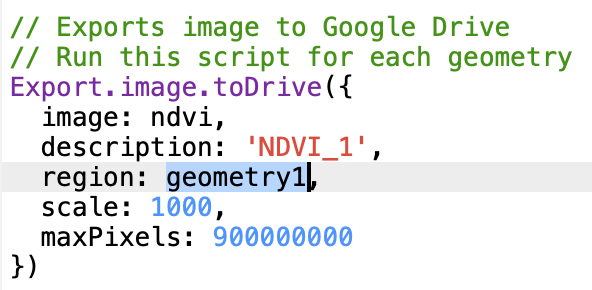 // Exports image to Google Drive
// Run this script for each geometry
Export.image.toDrive({
  image: ndvi,
  description: 'NDVI_1',
  region: geometry1,
  scale: 1000,
  maxPixels: 900000000
})